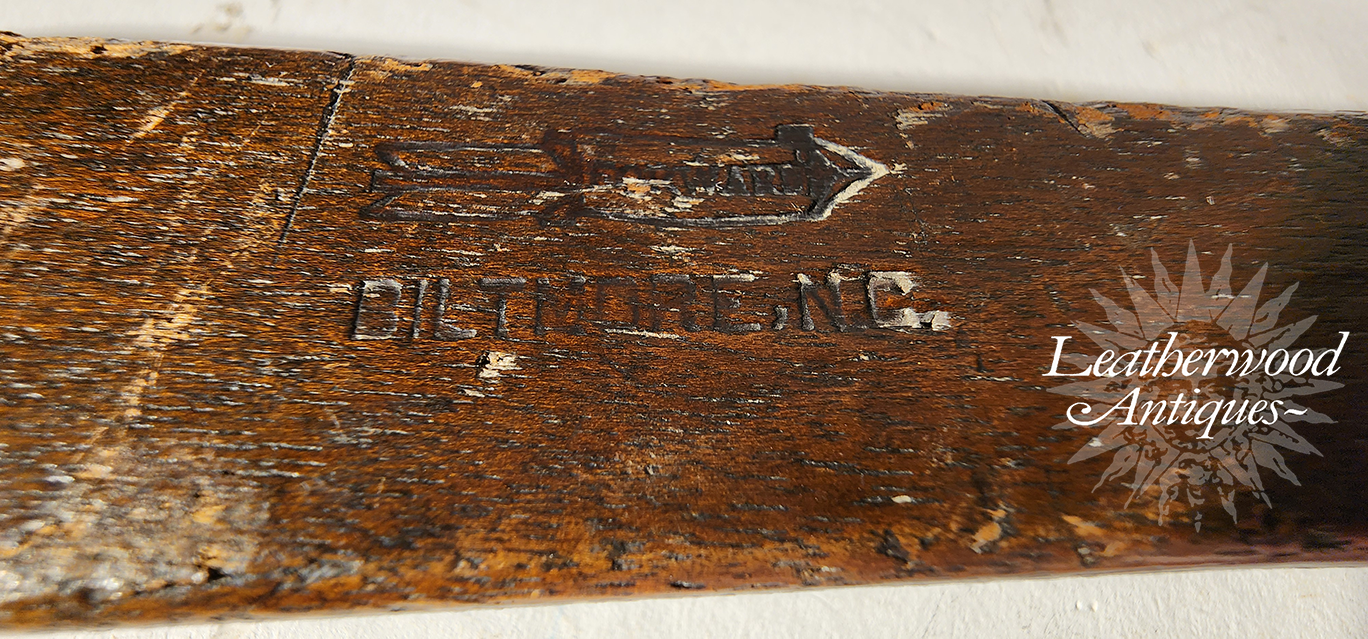 BILTMORE, N.C.
Leatherwood
Antiques~